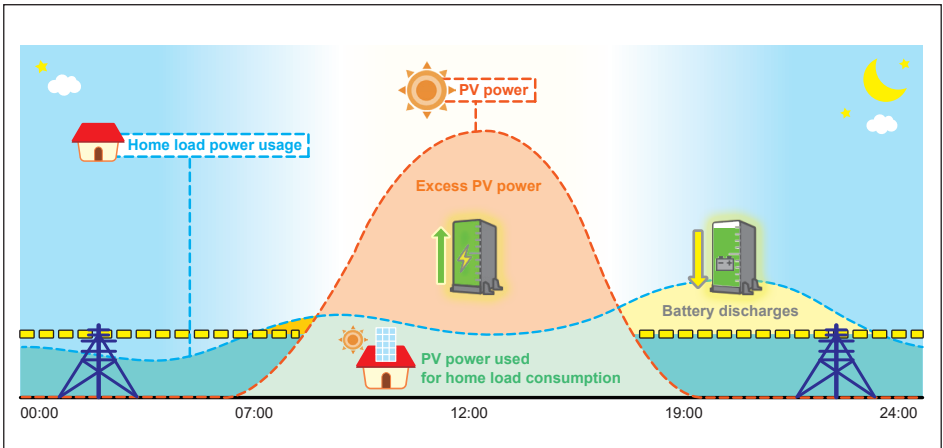 PV power
Home load power usage
Excess PV power
Battery discharges
PV power used
for home load consumption
00:00
07:00
12:00
19:00
24:00